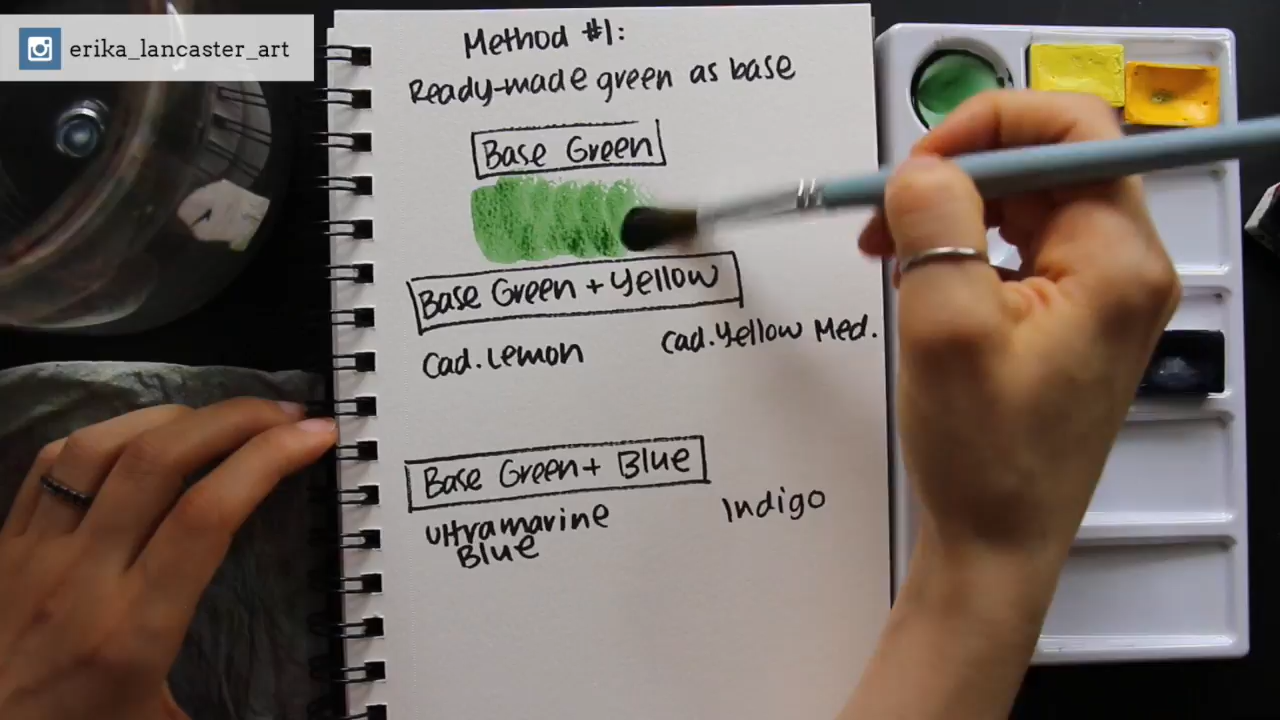 erika_lancaster_art
Method #1:
Ready-made green as base
Base Green
Base Green + Yellow
Cad. Lemon
Cad. Yellow Med.
Base Green + Blue
Ultramarine
Blue
Indigo